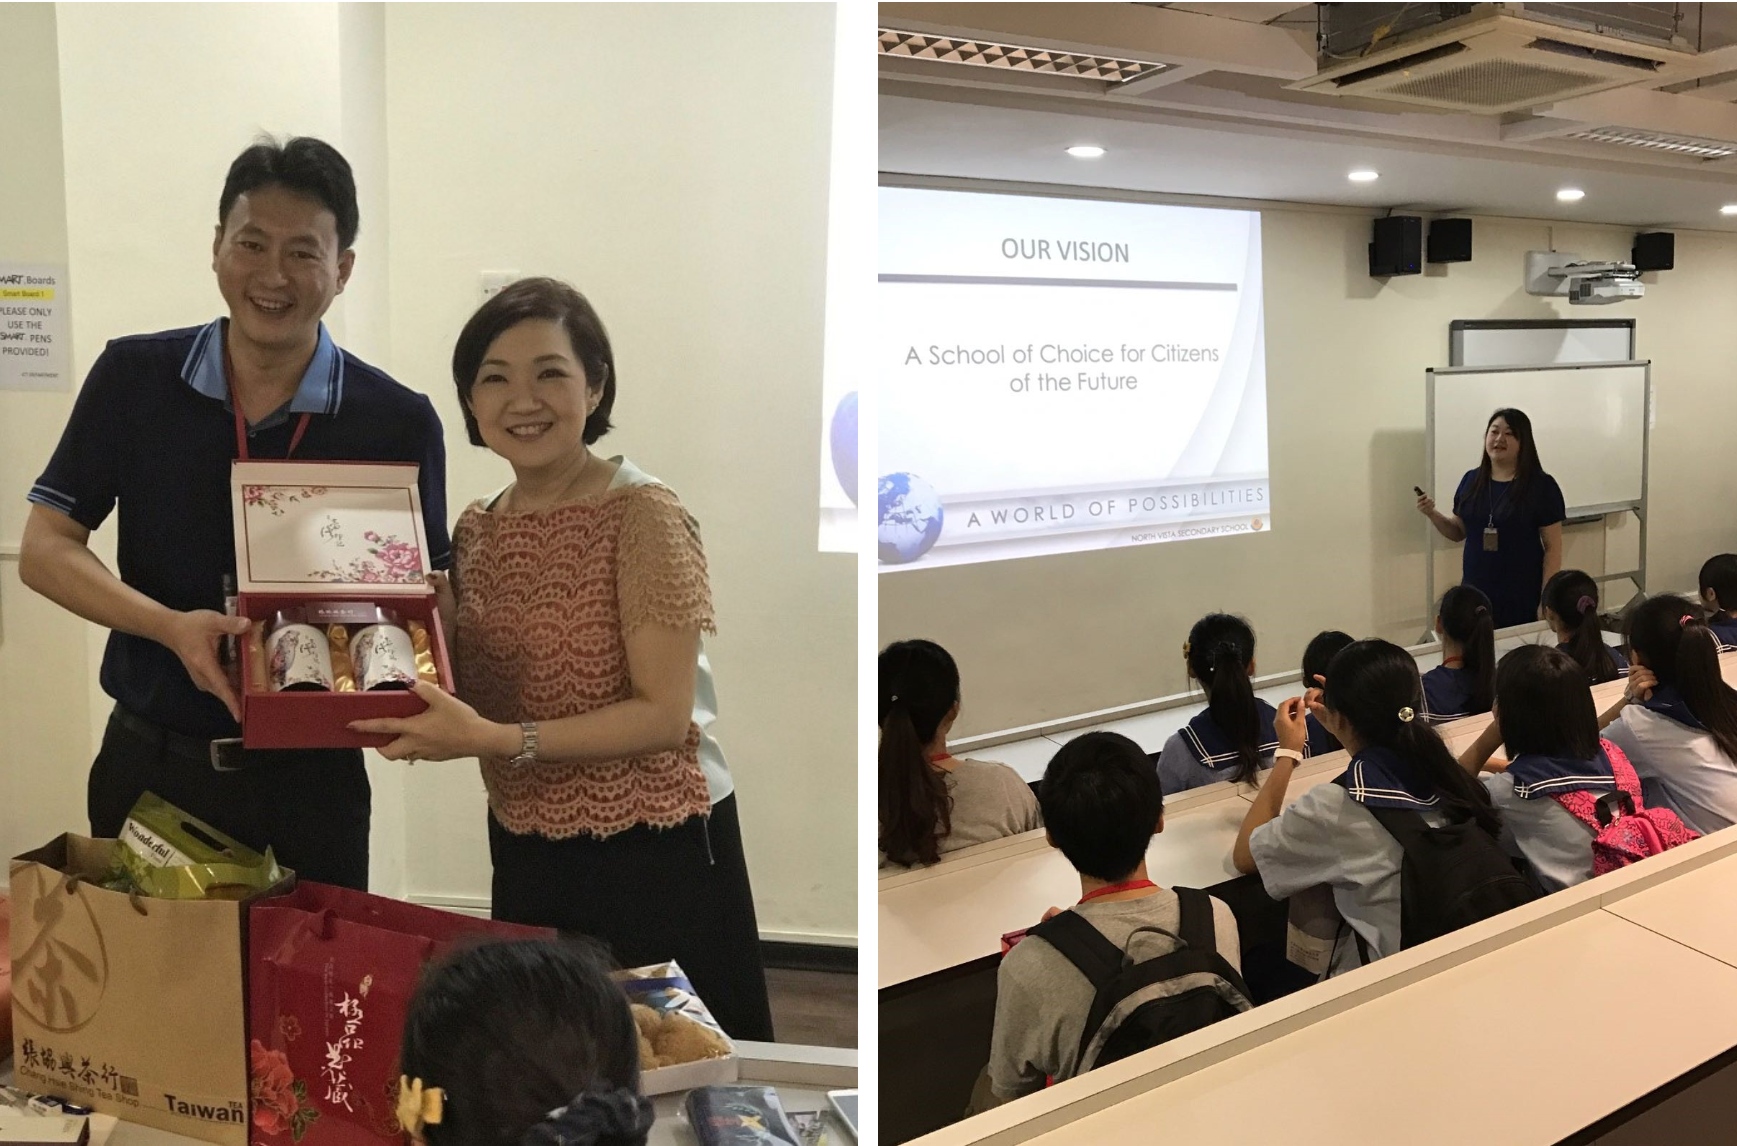 SMART Boards
Smart Board 1
PLEASE ONLY
USE THE
SMART PENS
PROVIDED!
Wonderful
茶
張協興茶行
Chang Hsie Shing Tea Shop
Taiwan
TEA
OUR VISION
A School of Choice for Citizens
of the Future
A WORLD OF POSSIBILITIES
NORTH VISTA SECONDARY SCHOOL